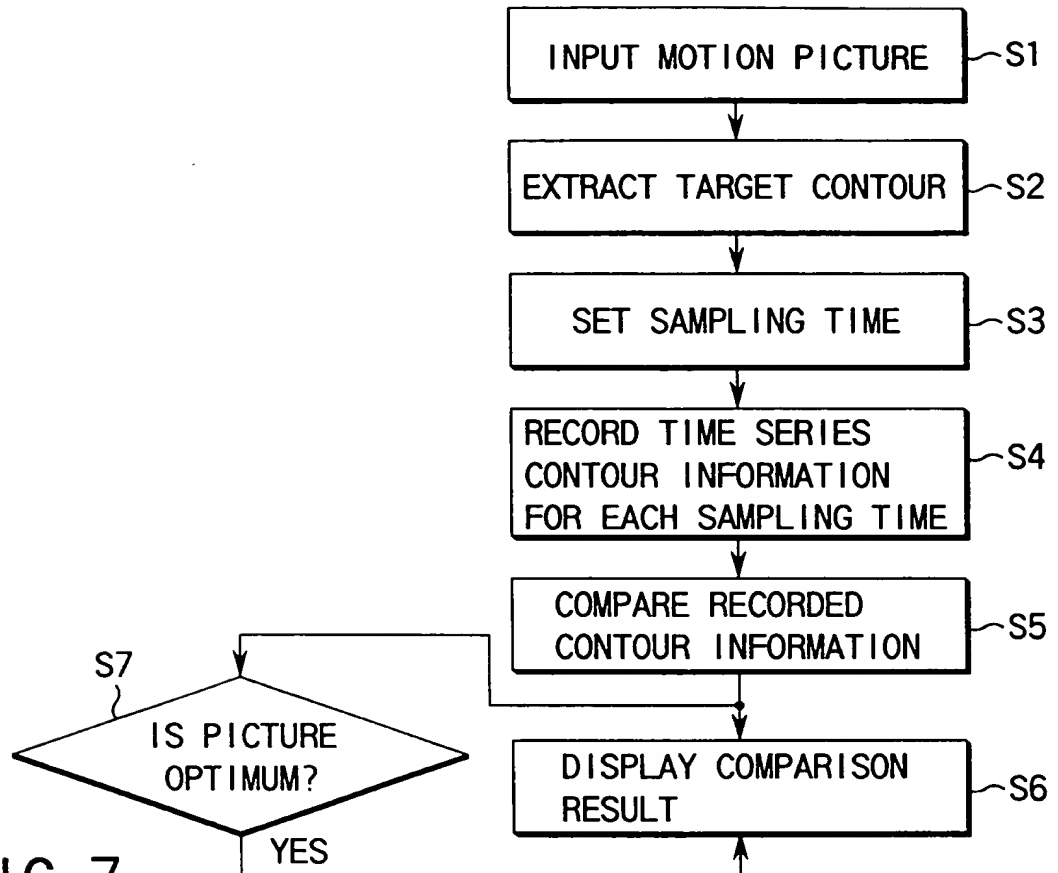 INPUT MOTION PICTURE
S1
EXTRACT TARGET CONTOUR
S2
SET SAMPLING TIME
S3
RECORD TIME SERIES
CONTOUR INFORMATION
FOR EACH SAMPLING TIME
S4
COMPARE RECORDED
CONTOUR INFORMATION
S5
S7
IS PICTURE
OPTIMUM?
DISPLAY COMPARISON
RESULT
S6
YES